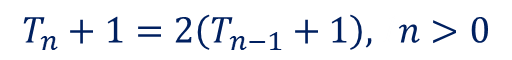 Tₙ + 1 = 2(Tₙ₋₁ + 1), n > 0